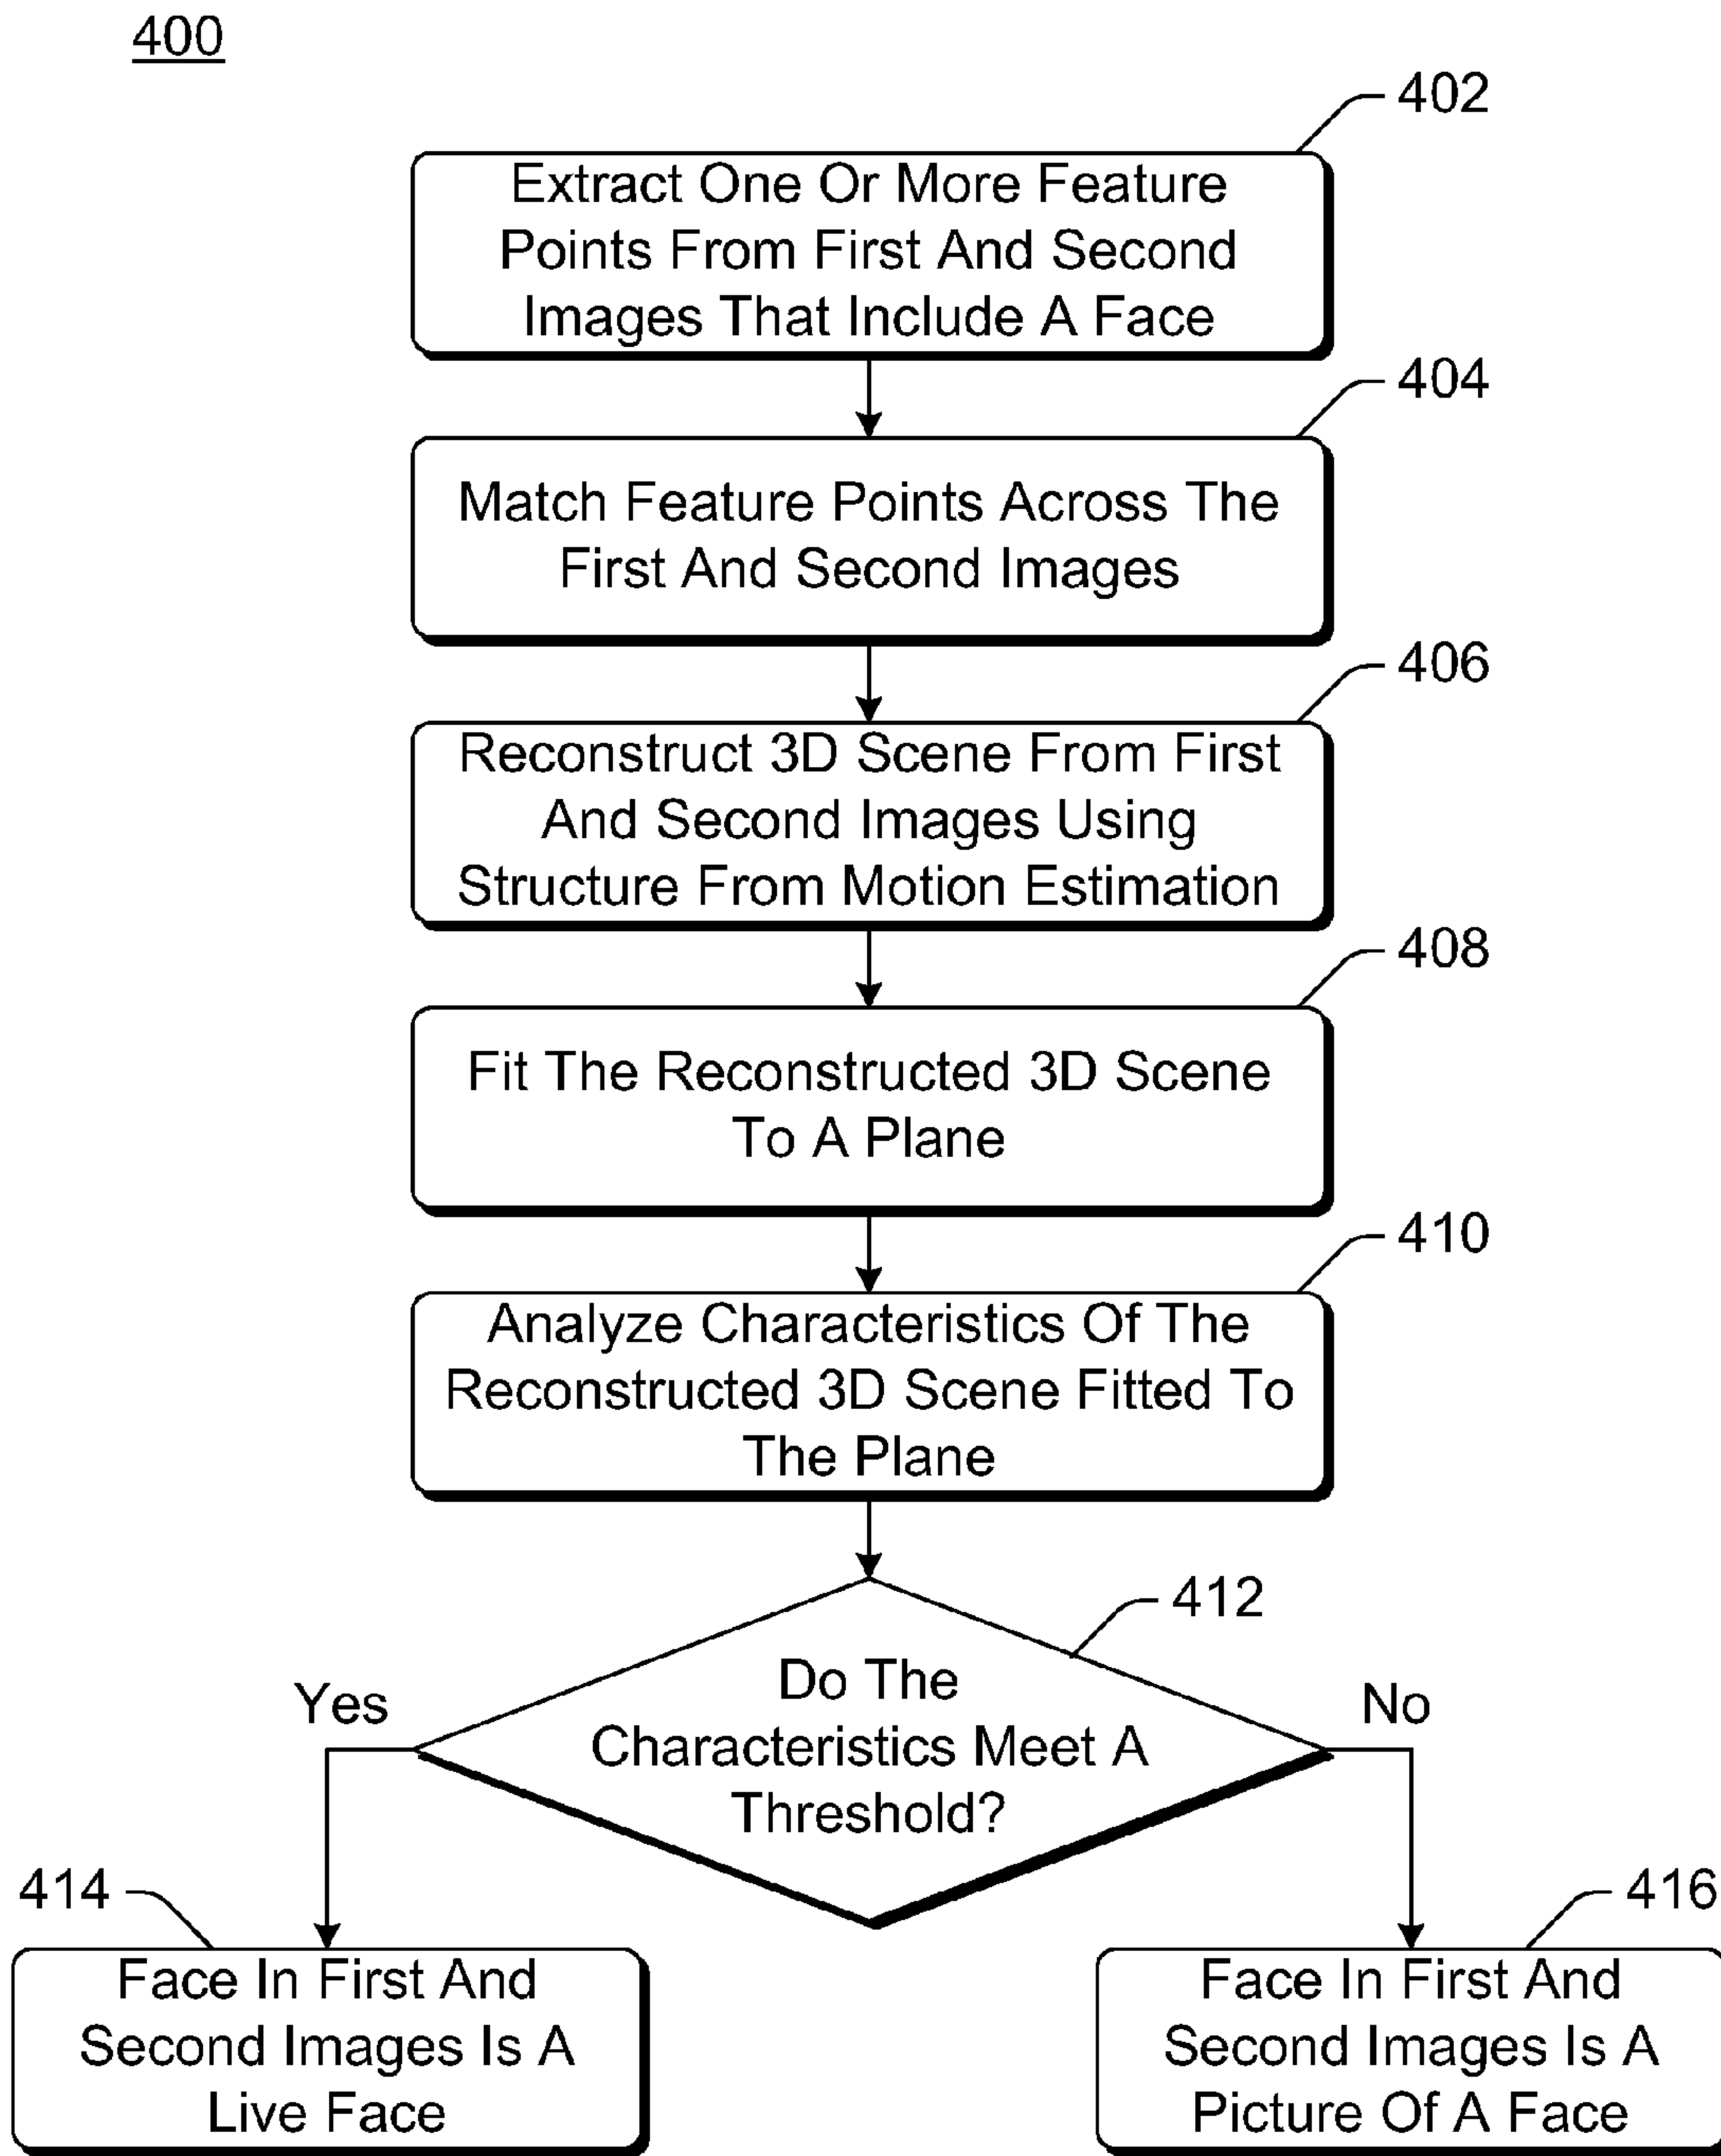 400
402
Extract One Or More Feature
Points From First And Second
Images That Include A Face
404
Match Feature Points Across The
First And Second Images
406
Reconstruct 3D Scene From First
And Second Images Using
Structure From Motion Estimation
408
Fit The Reconstructed 3D Scene
To A Plane
410
Analyze Characteristics Of The
Reconstructed 3D Scene Fitted To
The Plane
412
Do The
Characteristics Meet A
Threshold?
Yes
No
414
Face In First And
Second Images Is A
Live Face
416
Face In First And
Second Images Is A
Picture Of A Face